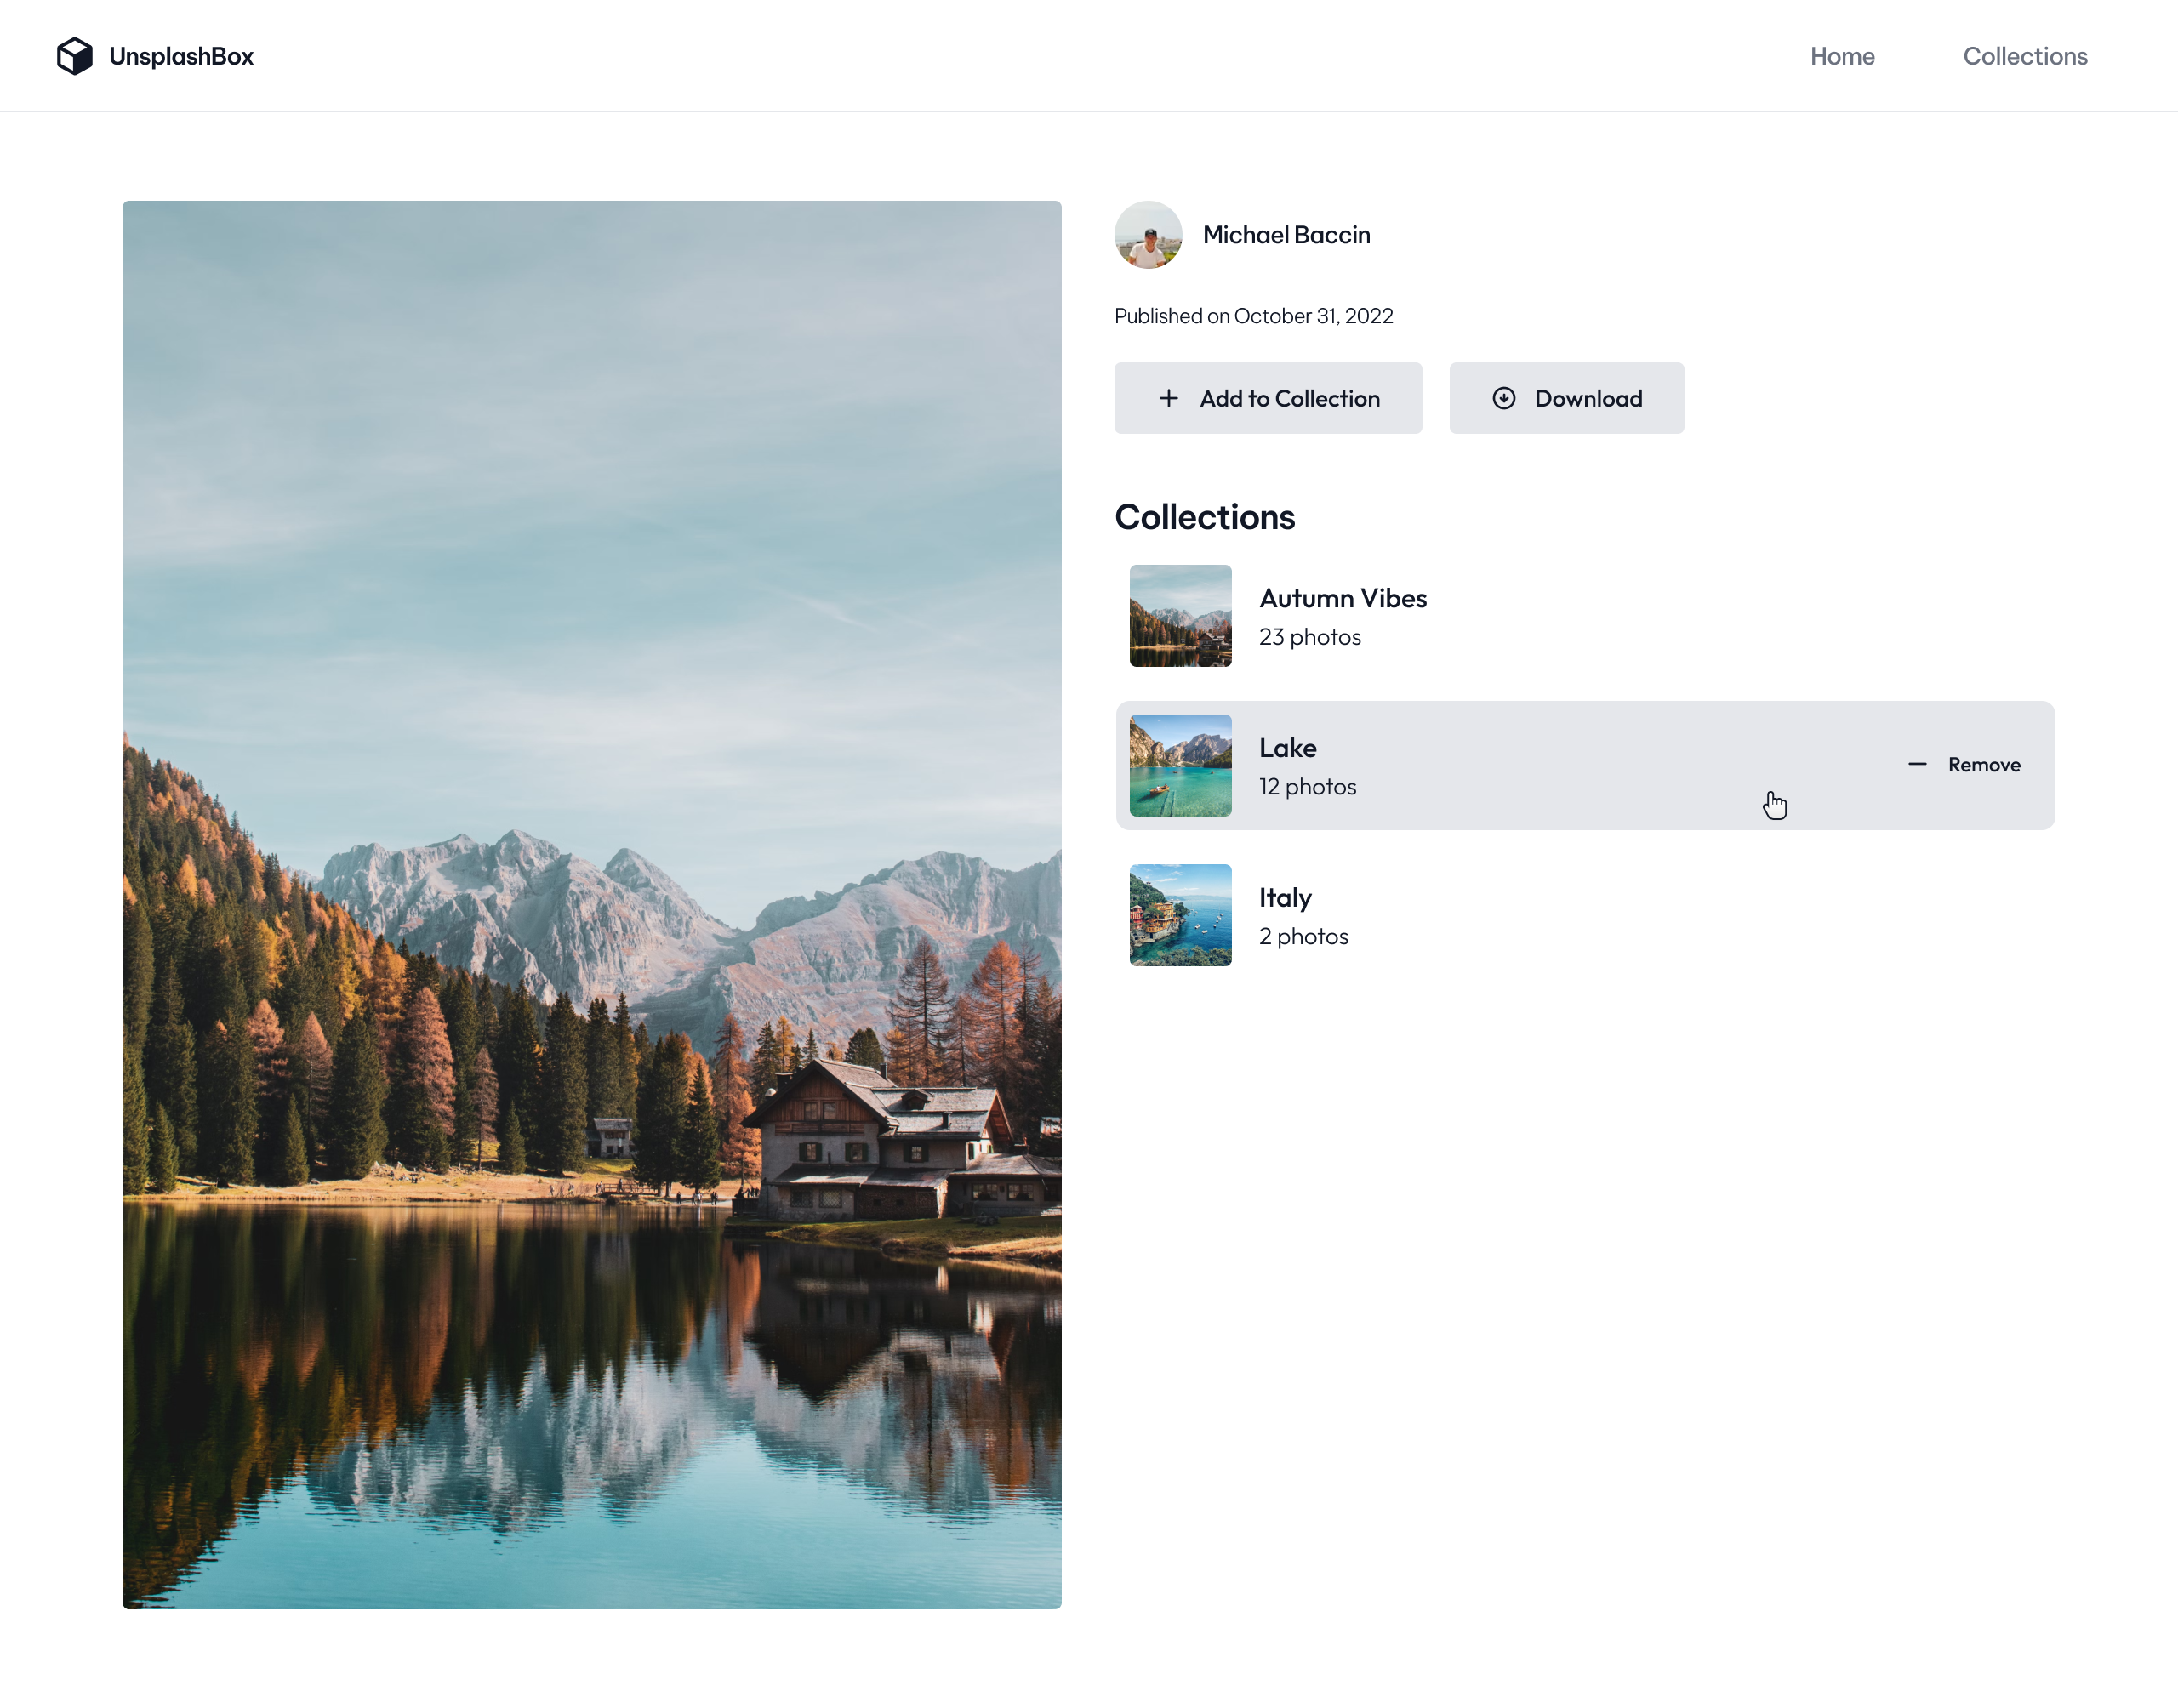 UnsplashBox
Home
Collections
Michael Baccin
Published on October 31, 2022
Add to Collection
Download
Collections
Autumn Vibes
23 photos
Lake
12 photos
Remove
Italy
2 photos